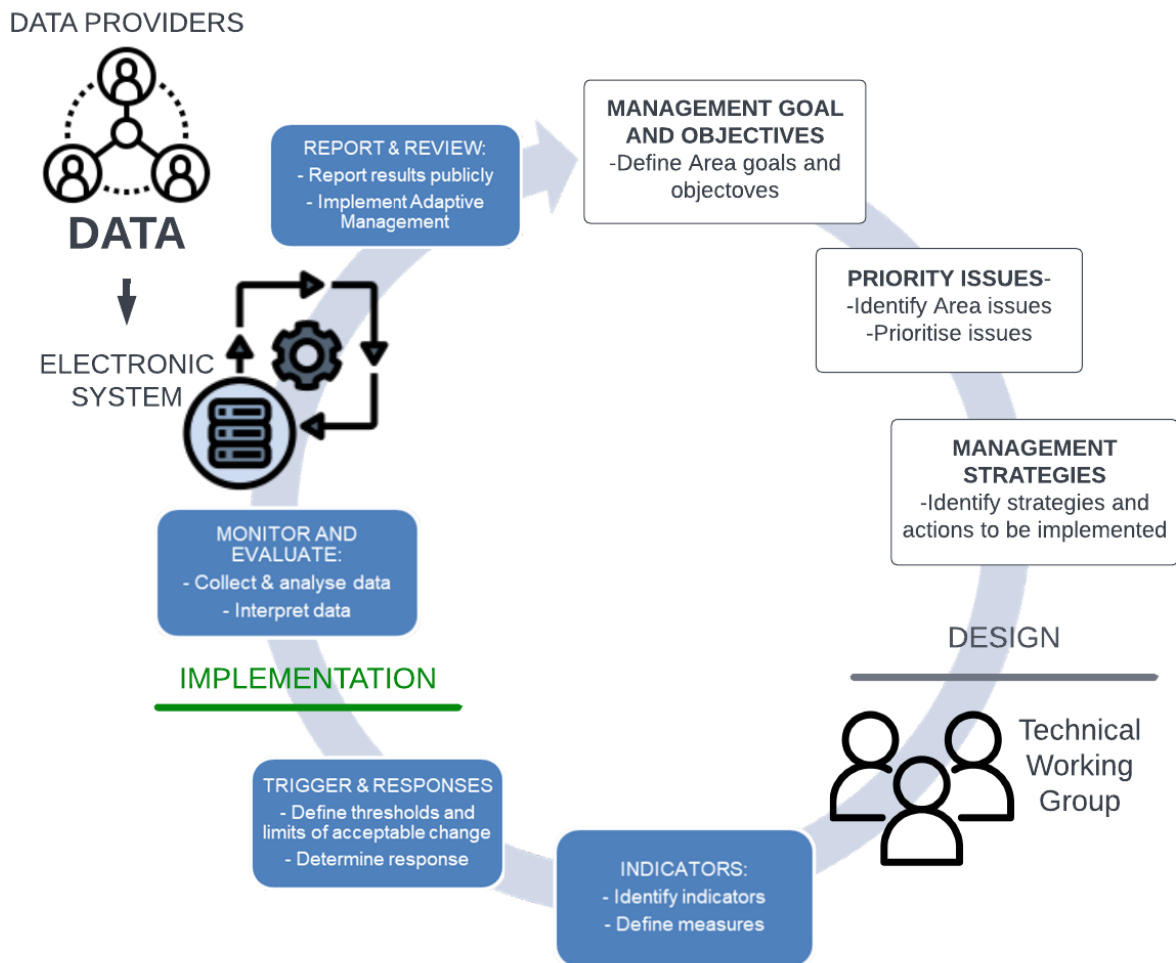 DATA PROVIDERS
DATA
ELECTRONIC
SYSTEM
REPORT & REVIEW:
- Report results publicly
- Implement Adaptive
Management
MANAGEMENT GOAL
AND OBJECTIVES
-Define Area goals and
objectoves
PRIORITY ISSUES-
-Identify Area issues
-Prioritise issues
MANAGEMENT
STRATEGIES
-Identify strategies and
actions to be implemented
DESIGN
Technical
Working
Group
INDICATORS:
- Identify indicators
- Define measures
TRIGGER & RESPONSES
- Define thresholds and
limits of acceptable change
- Determine response
IMPLEMENTATION
MONITOR AND
EVALUATE:
- Collect & analyse data
- Interpret data